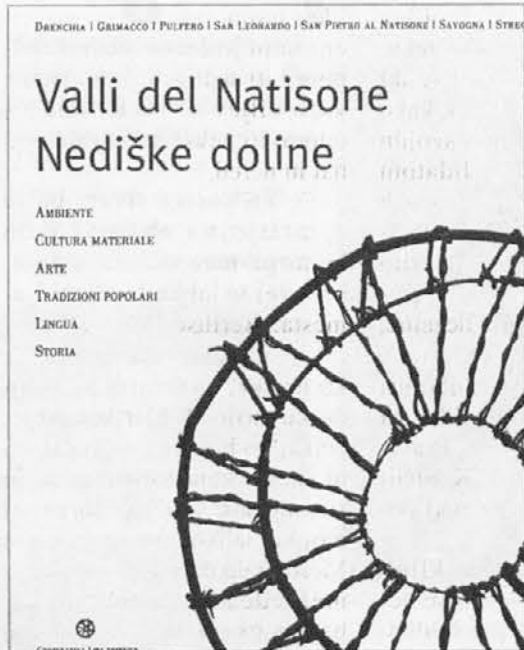 DRENCHIA | GRIMACCO | PULFERO | SAN LEONARDO | SAN PIETRO AL NATISONE | SAVOGNA | STREG
Valli del Natisone
Nediške doline
AMBIENTE
CULTURA MATERIALE
ARTE
TRADIZIONI POPOLARI
LINGUA
STORIA